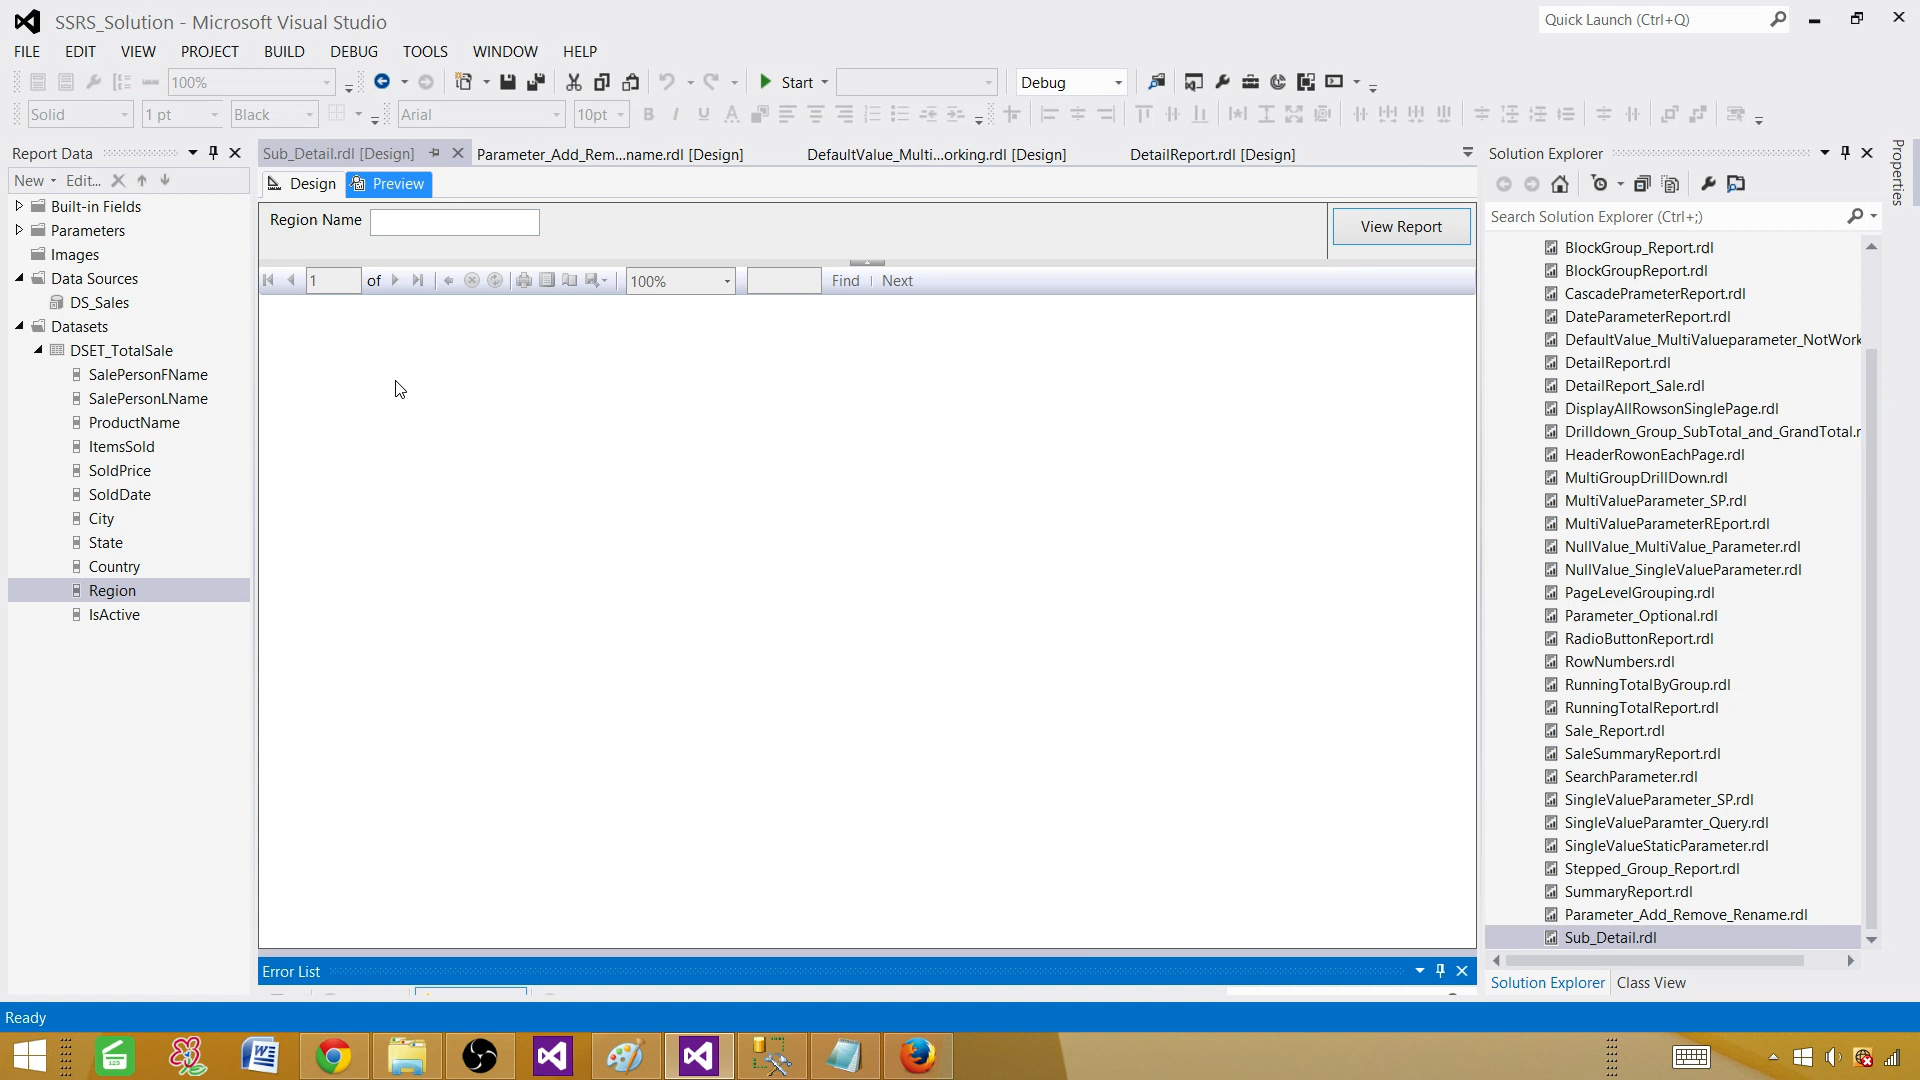 SSRS_Solution - Microsoft Visual Studio
Quick Launch (Ctrl+Q)
FILE EDIT VIEW PROJECT BUILD DEBUG TOOLS WINDOW HELP
100% Start Debug
Solid 1 pt Black Arial 10pt
Report Data
New Edit...
Built-in Fields
Parameters
Images
Data Sources
DS_Sales
Datasets
DSET_TotalSale
SalePersonFName
SalePersonLName
ProductName
ItemsSold
SoldPrice
SoldDate
City
State
Country
Region
IsActive
Sub_Detail.rdl [Design] Parameter_Add_Rem...name.rdl [Design] DefaultValue_Multi...orking.rdl [Design] DetailReport.rdl [Design]
Design Preview
Region Name
View Report
1 of 100% Find Next
Error List
Solution Explorer
Search Solution Explorer (Ctrl+;)
BlockGroup_Report.rdl
BlockGroupReport.rdl
CascadePrameterReport.rdl
DateParameterReport.rdl
DefaultValue_MultiValueparameter_NotWork
DetailReport.rdl
DetailReport_Sale.rdl
DisplayAllRowsonSinglePage.rdl
Drilldown_Group_SubTotal_and_GrandTotal.r
HeaderRowonEachPage.rdl
MultiGroupDrillDown.rdl
MultiValueParameter_SP.rdl
MultiValueParameterREport.rdl
NullValue_MultiValue_Parameter.rdl
NullValue_SingleValueParameter.rdl
PageLevelGrouping.rdl
Parameter_Optional.rdl
RadioButtonReport.rdl
RowNumbers.rdl
RunningTotalByGroup.rdl
RunningTotalReport.rdl
Sale_Report.rdl
SaleSummaryReport.rdl
SearchParameter.rdl
SingleValueParameter_SP.rdl
SingleValueParamter_Query.rdl
SingleValueStaticParameter.rdl
Stepped_Group_Report.rdl
SummaryReport.rdl
Parameter_Add_Remove_Rename.rdl
Sub_Detail.rdl
Solution Explorer Class View
Properties
Ready